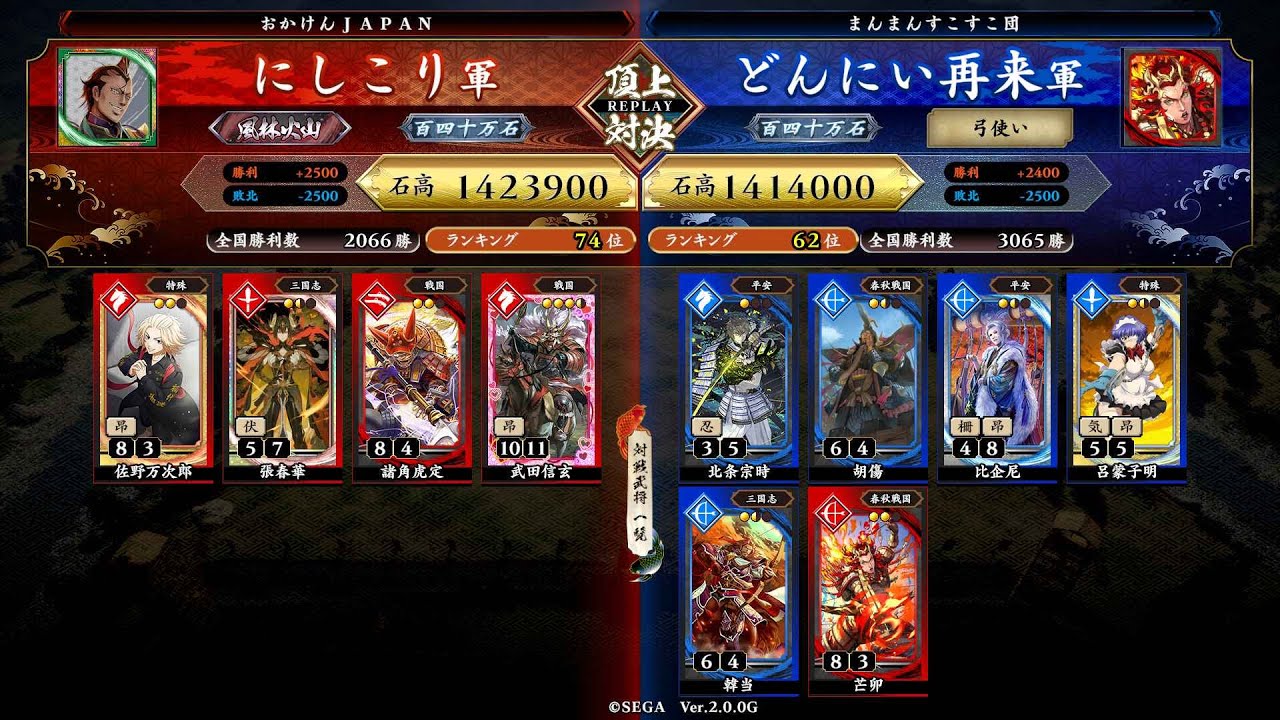 おかけんJAPAN
まんまんすこすこ団
にしこり軍
頂上
REPLAY
対決
どんにい再来軍
風林火山
百四十万石
百四十万石
弓使い
勝利 +2500
敗北 -2500
石高 1423900
石高 1414000
勝利 +2400
敗北 -2500
全国勝利数 2066勝
ランキング 74位
ランキング 62位
全国勝利数 3065勝
特殊
三国志
戦国
戦国
平安
春秋戦国
平安
特殊
昴
伏
昴
忍
柵 昴
気 昴
8 3
5 7
8 4
10 11
3 5
6 4
4 8
5 5
佐野万次郎
張春華
諸角虎定
武田信玄
対戦武将一覧
北条宗時
胡傷
比企尼
呂蒙子明
三国志
春秋戦国
6 4
8 3
韓当
芒卯
©SEGA Ver.2.0.0G